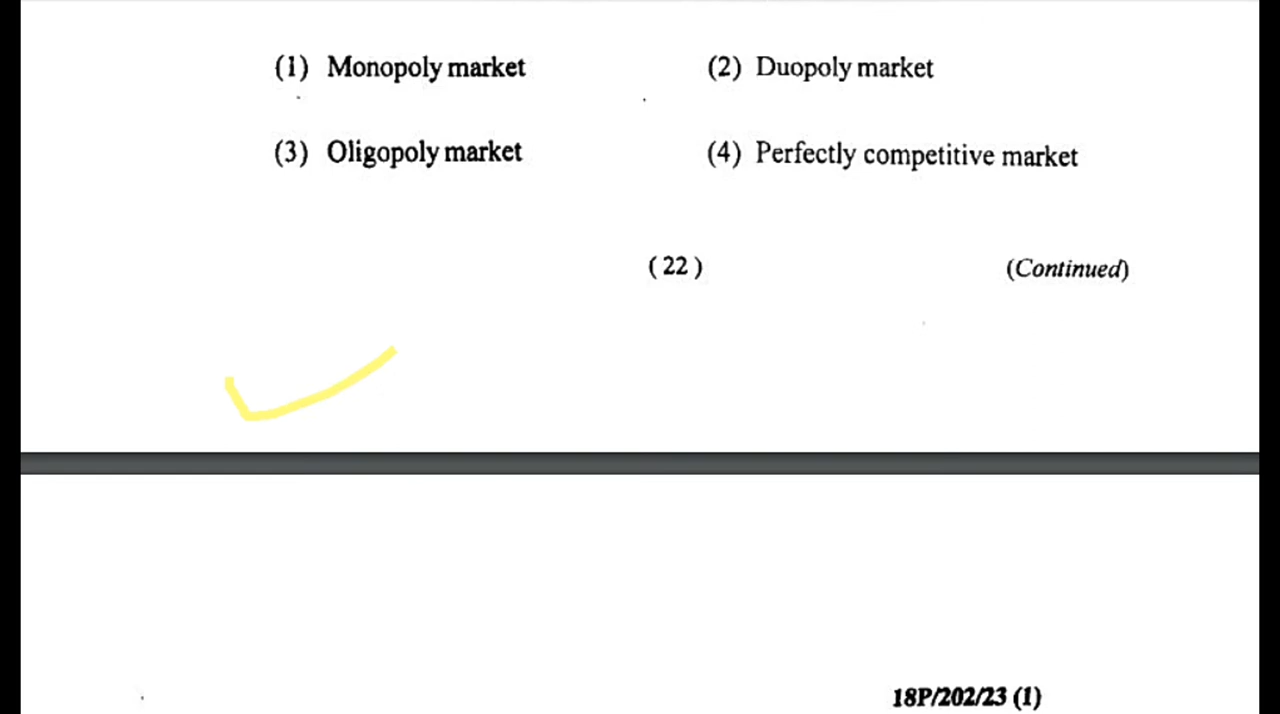 (1) Monopoly market (2) Duopoly market
(3) Oligopoly market (4) Perfectly competitive market
(22) (Continued)
18P/202/23 (1)